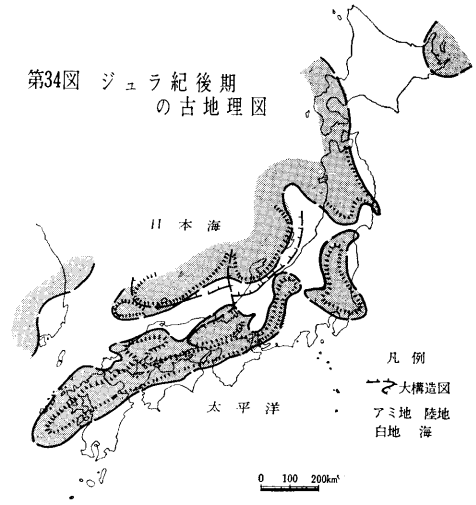 第34図 ジュラ紀後期
の古地理図
日本海
太平洋
凡例
大構造図
アミ地 陸地
白地 海
0 100 200km